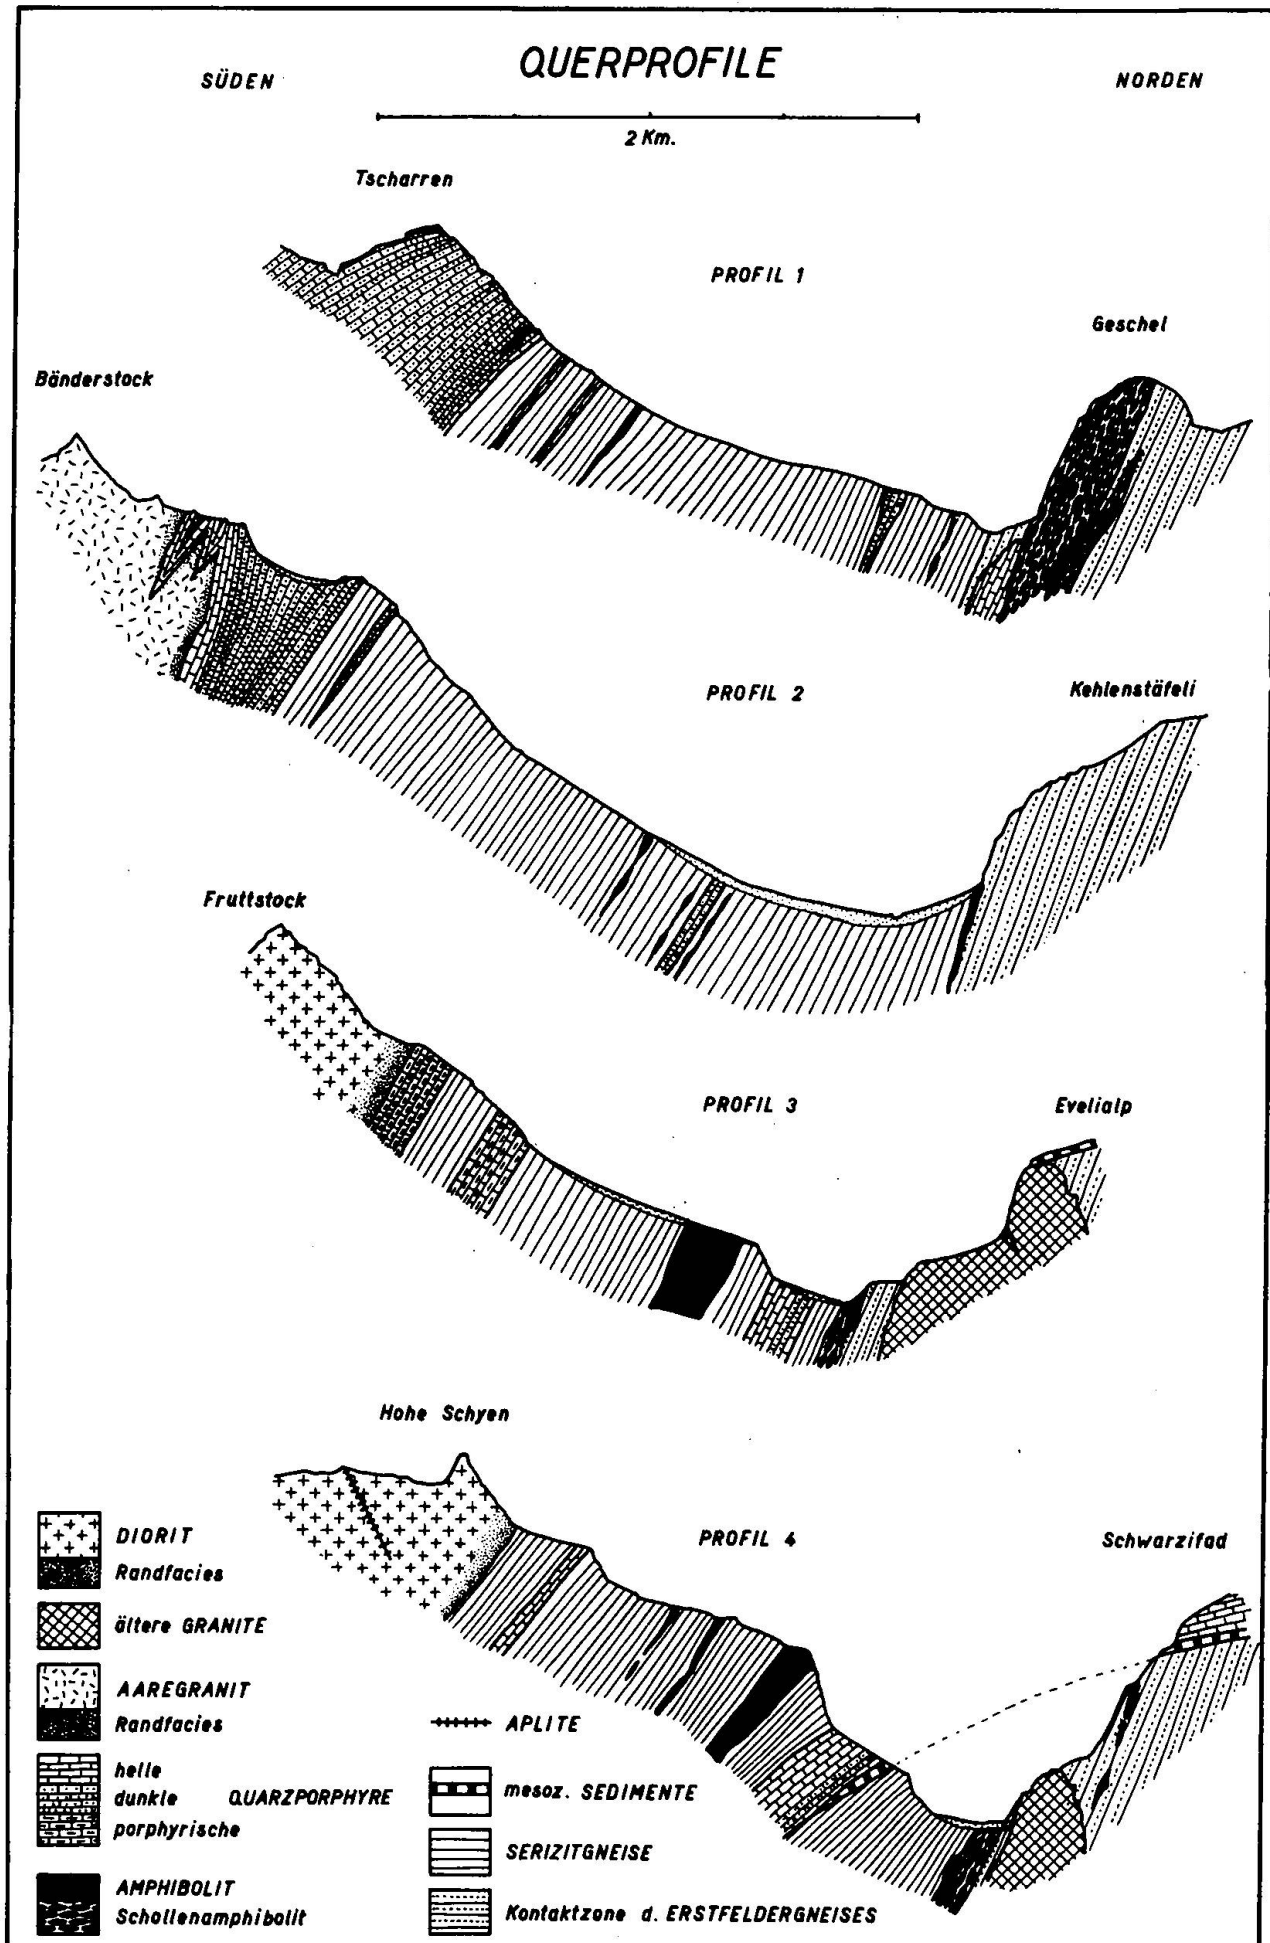 QUERPROFILE
SÜDEN
NORDEN
2 Km.
Tscharren
PROFIL 1
Geschel
Bänderstock
PROFIL 2
Kehlenstäfeli
Fruttstock
PROFIL 3
Evelialp
Hohe Schyen
PROFIL 4
Schwarzifad
DIORIT
Randfacies
ältere GRANITE
AAREGRANIT
Randfacies
helle
dunkle QUARZPORPHYRE
porphyrische
AMPHIBOLIT
Schollenamphibolit
APLITE
mesoz. SEDIMENTE
SERIZITGNEISE
Kontaktzone d. ERSTFELDERGNEISES